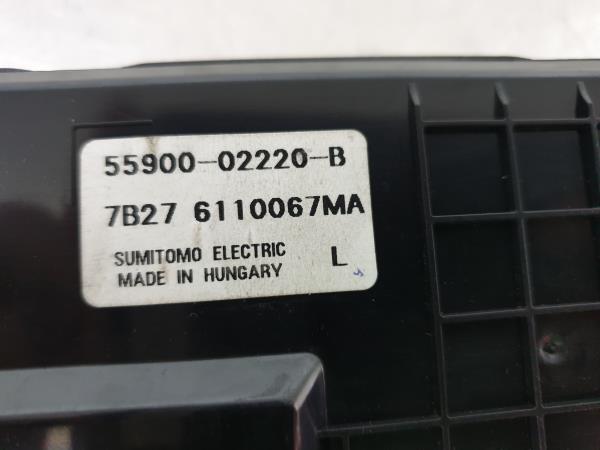 55900-02220-B
7B27 6110067MA
SUMITOMO ELECTRIC
MADE IN HUNGARY L